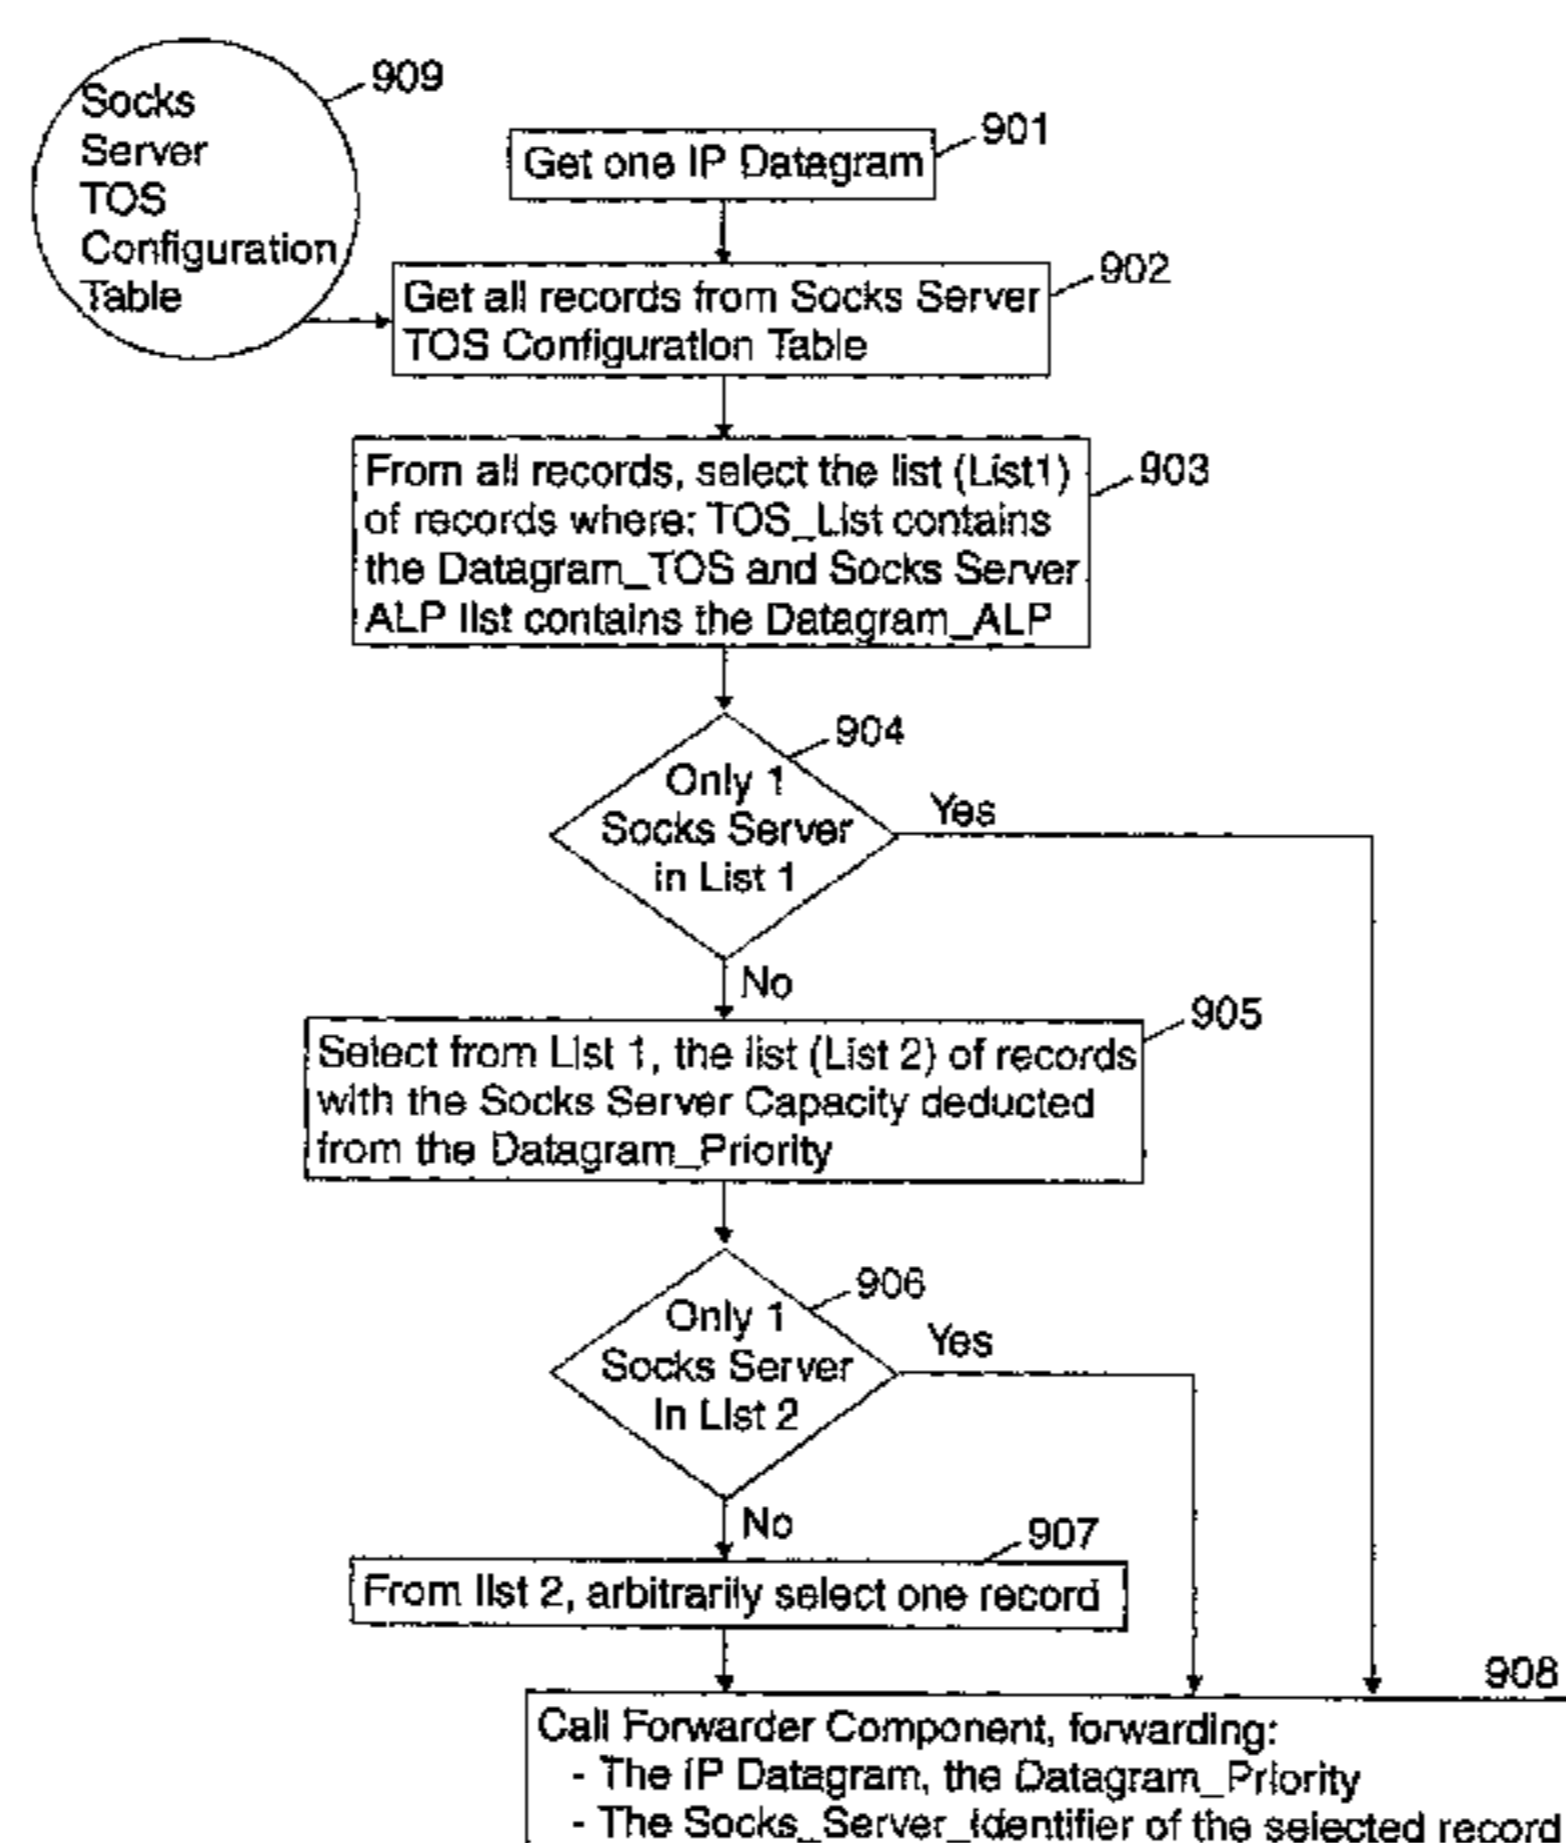 909
Socks
Server
TOS
Configuration
Table
901
Get one IP Datagram
902
Get all records from Socks Server
TOS Configuration Table
903
From all records, select the list (List1)
of records where: TOS_List contains
the Datagram_TOS and Socks Server
ALP list contains the Datagram_ALP
904
Only 1
Socks Server
in List 1
Yes
No
905
Select from List 1, the list (List 2) of records
with the Socks Server Capacity deducted
from the Datagram_Priority
906
Only 1
Socks Server
in List 2
Yes
No
907
From list 2, arbitrarily select one record
908
Call Forwarder Component, forwarding:
- The IP Datagram, the Datagram_Priority
- The Socks_Server_Identifier of the selected record